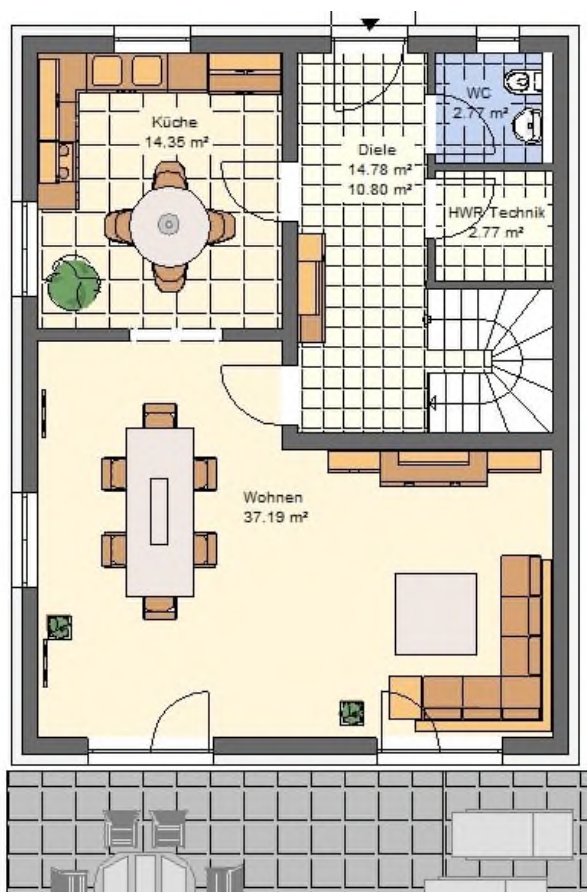 Küche
14.35 m²
Diele
14.78 m²
10.80 m²
WC
2.77 m²
HWR Technik
2.77 m²
Wohnen
37.19 m²